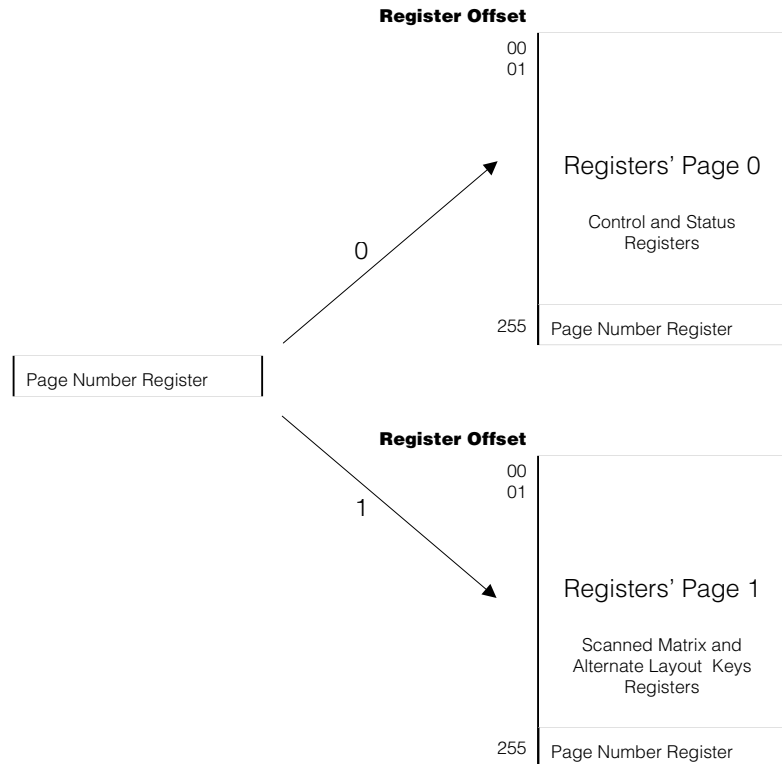 Register Offset
00
01
Registers' Page 0
Control and Status
Registers
0
255
Page Number Register
Page Number Register
Register Offset
00
01
1
Registers' Page 1
Scanned Matrix and
Alternate Layout Keys
Registers
255
Page Number Register